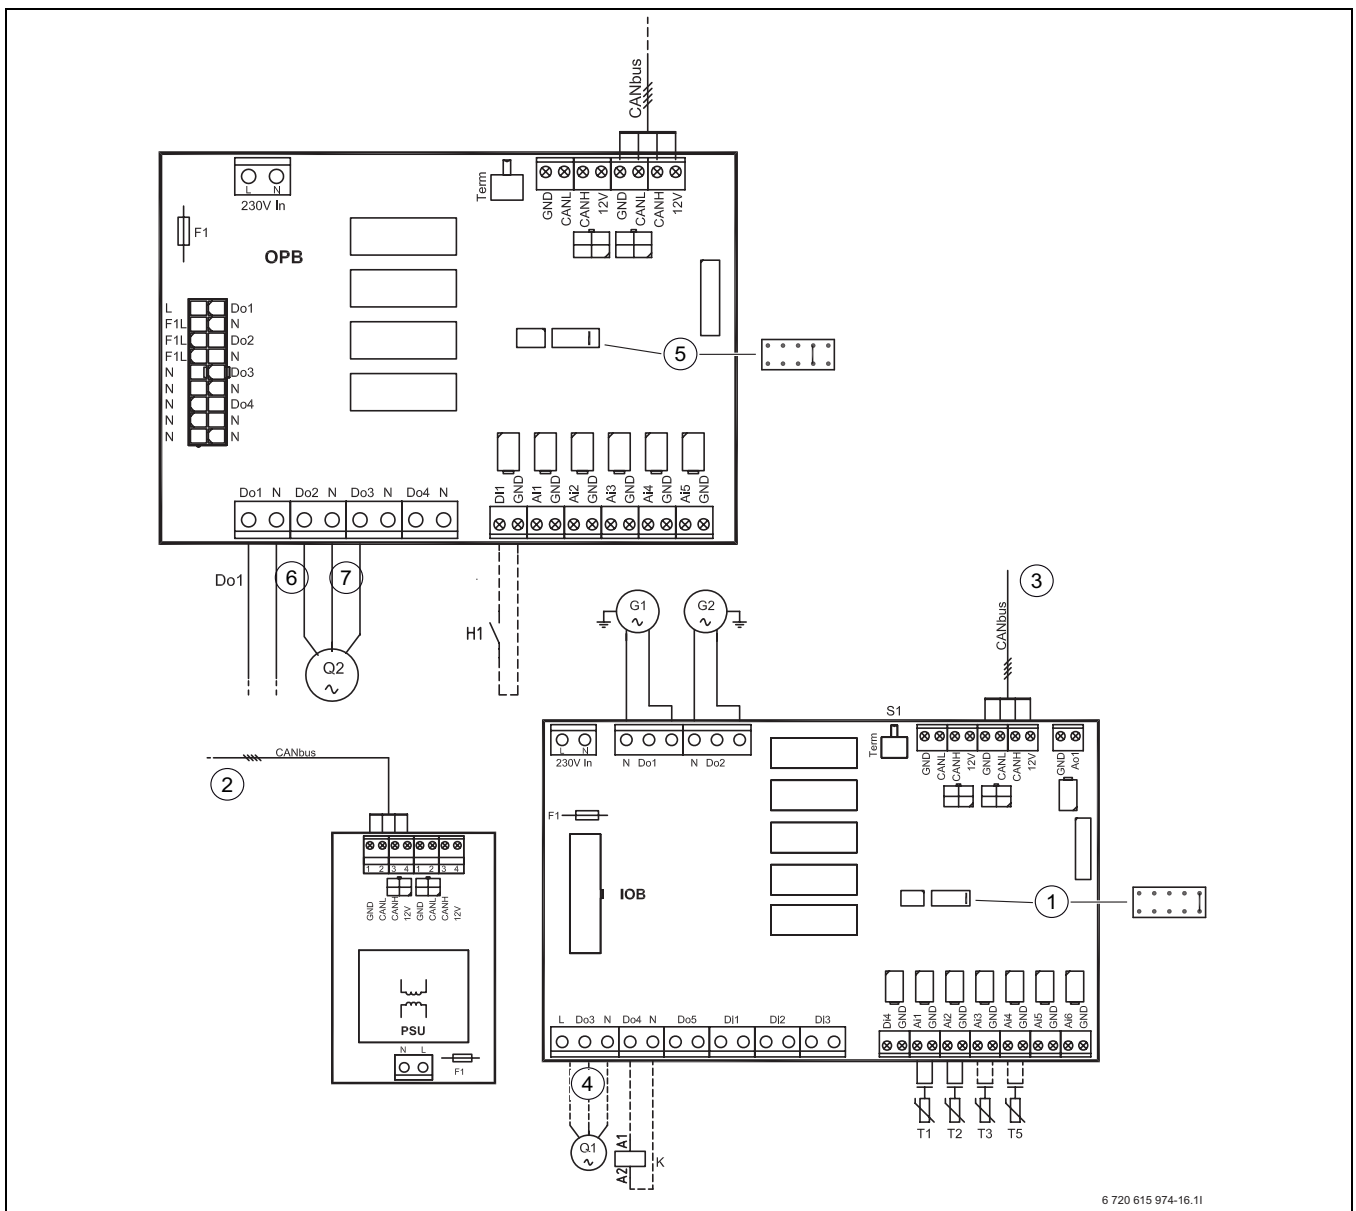 CANbus
Term
GND CANL CANH 12V GND CANL CANH 12V
L N
230V In
F1
OPB
L Do1
F1L N
F1L Do2
F1L N
N Do3
N N
N Do4
N N
N N
5
Do1 N Do2 N Do3 N Do4 N
DI1 GND AI1 GND Ai2 GND Ai3 GND Ai4 GND Ai5 GND
Do1
6
7
Q2
H1
G1
G2
3
CANbus
S1
Term
GND CANL CANH 12V GND CANL CANH 12V
GND Ao1
L N
230V In
N Do1
N Do2
F1
IOB
1
L Do3 N Do4 N Do5 DI1 DI2 DI3
Di4 GND Ai1 GND Ai2 GND Ai3 GND Ai4 GND Ai5 GND Ai6 GND
4
Q1
A1
A2
K
T1 T2 T3 T5
CANbus
2
1 2 3 4 1 2 3 4
GND CANL CANH 12V GND CANL CANH 12V
PSU
N L
F1
6 720 615 974-16.1I